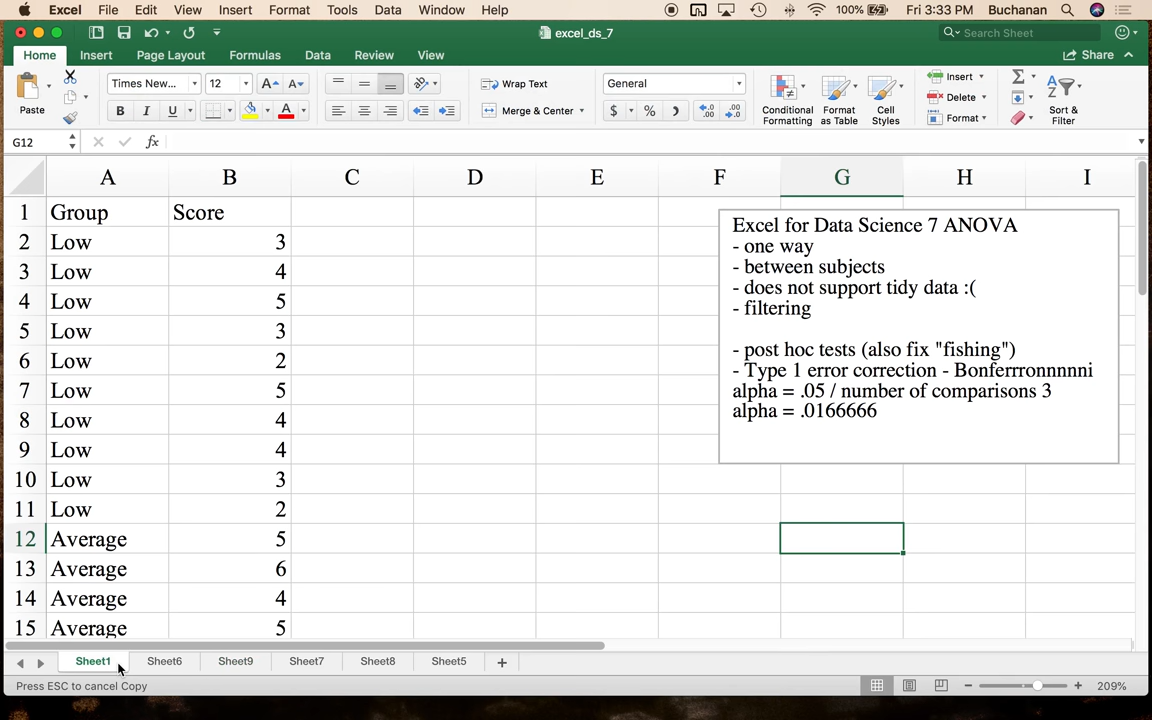 Excel File Edit View Insert Format Tools Data Window Help 100% Fri 3:33 PM Buchanan
excel_ds_7 Search Sheet
Home Insert Page Layout Formulas Data Review View Share
Paste Times New... 12 A A Wrap Text General Conditional Formatting Format as Table Cell Styles Insert Delete Format Sort & Filter
B I U A Merge & Center $ % .0 .00 .00 .0
G12 fx
A B C D E F G H I
1 Group Score
2 Low 3
3 Low 4
4 Low 5
5 Low 3
6 Low 2
7 Low 5
8 Low 4
9 Low 4
10 Low 3
11 Low 2
12 Average 5
13 Average 6
14 Average 4
15 Average 5
Excel for Data Science 7 ANOVA
- one way
- between subjects
- does not support tidy data :(
- filtering
- post hoc tests (also fix "fishing")
- Type 1 error correction - Bonferrronnnnni
alpha = .05 / number of comparisons 3
alpha = .0166666
Sheet1 Sheet6 Sheet9 Sheet7 Sheet8 Sheet5 +
Press ESC to cancel Copy 209%